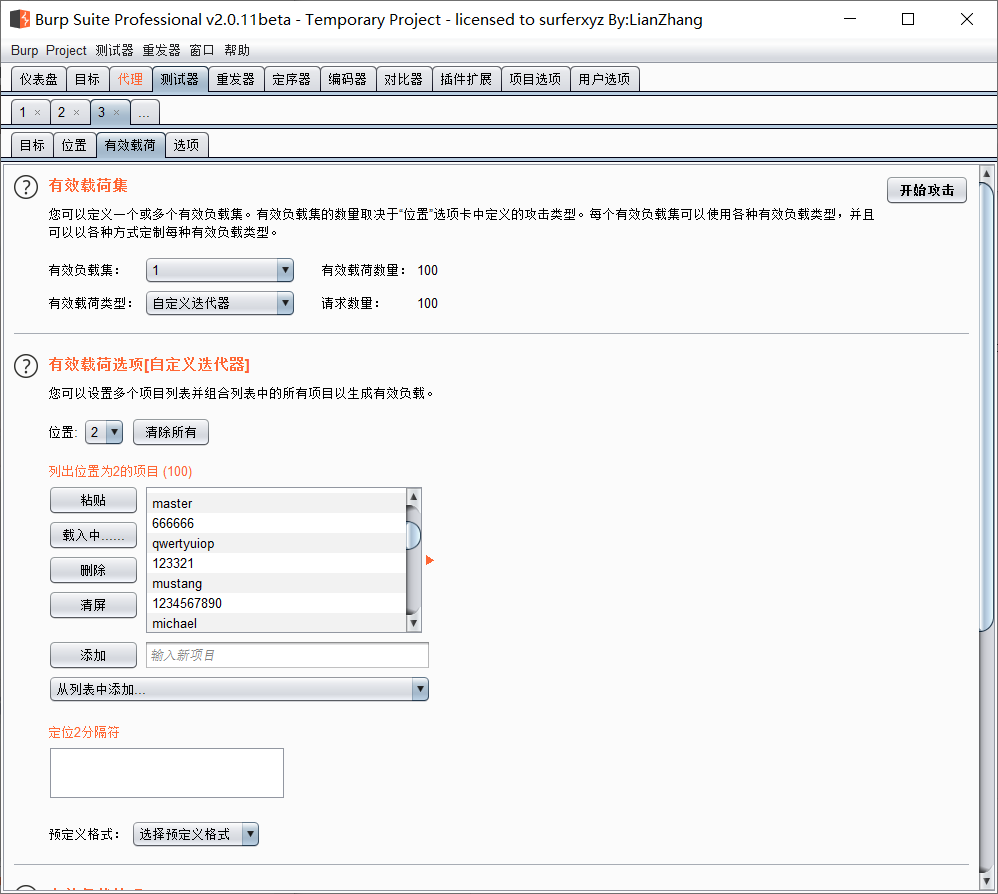 Burp Suite Professional v2.0.11beta - Temporary Project - licensed to surferxyz By:LianZhang
Burp Project 测试器 重发器 窗口 帮助
仪表盘 目标 代理 测试器 重发器 定序器 编码器 对比器 插件扩展 项目选项 用户选项
1 × 2 × 3 × ...
目标 位置 有效载荷 选项
? 有效载荷集 开始攻击
您可以定义一个或多个有效负载集。有效负载集的数量取决于“位置”选项卡中定义的攻击类型。每个有效负载集可以使用各种有效负载类型，并且
可以以各种方式定制每种有效负载类型。
有效负载集： 1 有效载荷数量： 100
有效载荷类型： 自定义迭代器 请求数量： 100
? 有效载荷选项[自定义迭代器]
您可以设置多个项目列表并组合列表中的所有项目以生成有效负载。
位置: 2 清除所有
列出位置为2的项目 (100)
粘贴 master
666666
载入中...... qwertyuiop
123321
删除 mustang
清屏 1234567890
michael
添加 输入新项目
从列表中添加...
定位2分隔符
预定义格式： 选择预定义格式